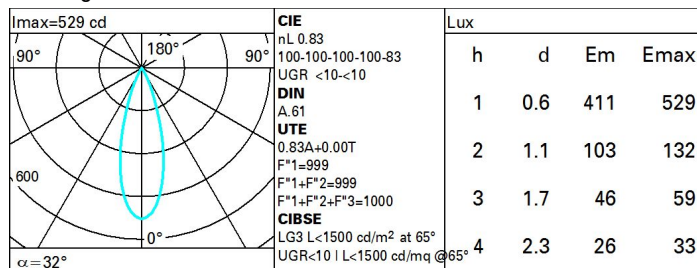 Imax=529 cd
90°
180°
90°
600
0°
α=32°
CIE
nL 0.83
100-100-100-100-83
UGR <10-<10
DIN
A.61
UTE
0.83A+0.00T
F"1=999
F"1+F"2=999
F"1+F"2+F"3=1000
CIBSE
LG3 L<1500 cd/m² at 65°
UGR<10 | L<1500 cd/mq @65°
Lux
h d Em Emax
1 0.6 411 529
2 1.1 103 132
3 1.7 46 59
4 2.3 26 33